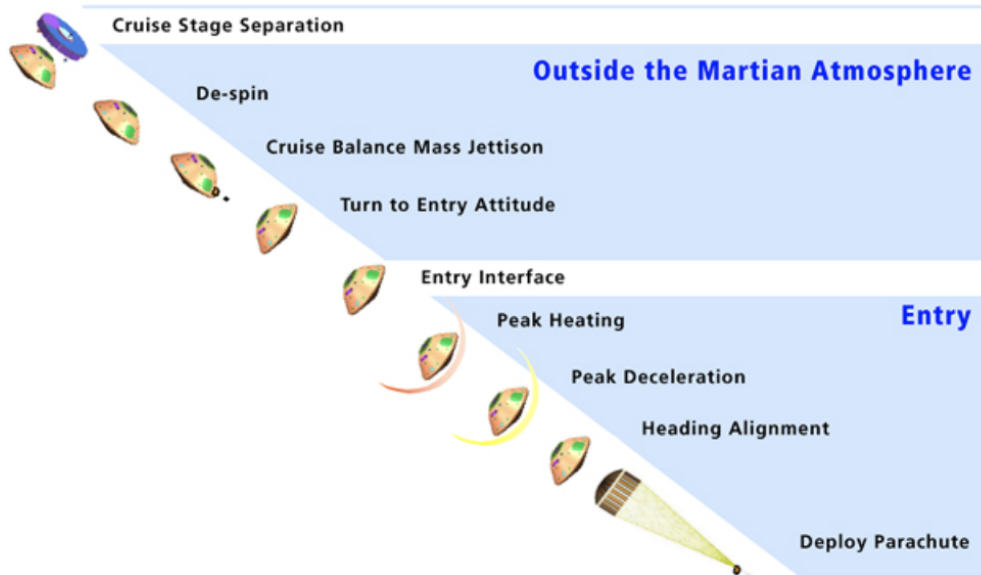 Cruise Stage Separation
Outside the Martian Atmosphere
De-spin
Cruise Balance Mass Jettison
Turn to Entry Attitude
Entry Interface
Entry
Peak Heating
Peak Deceleration
Heading Alignment
Deploy Parachute